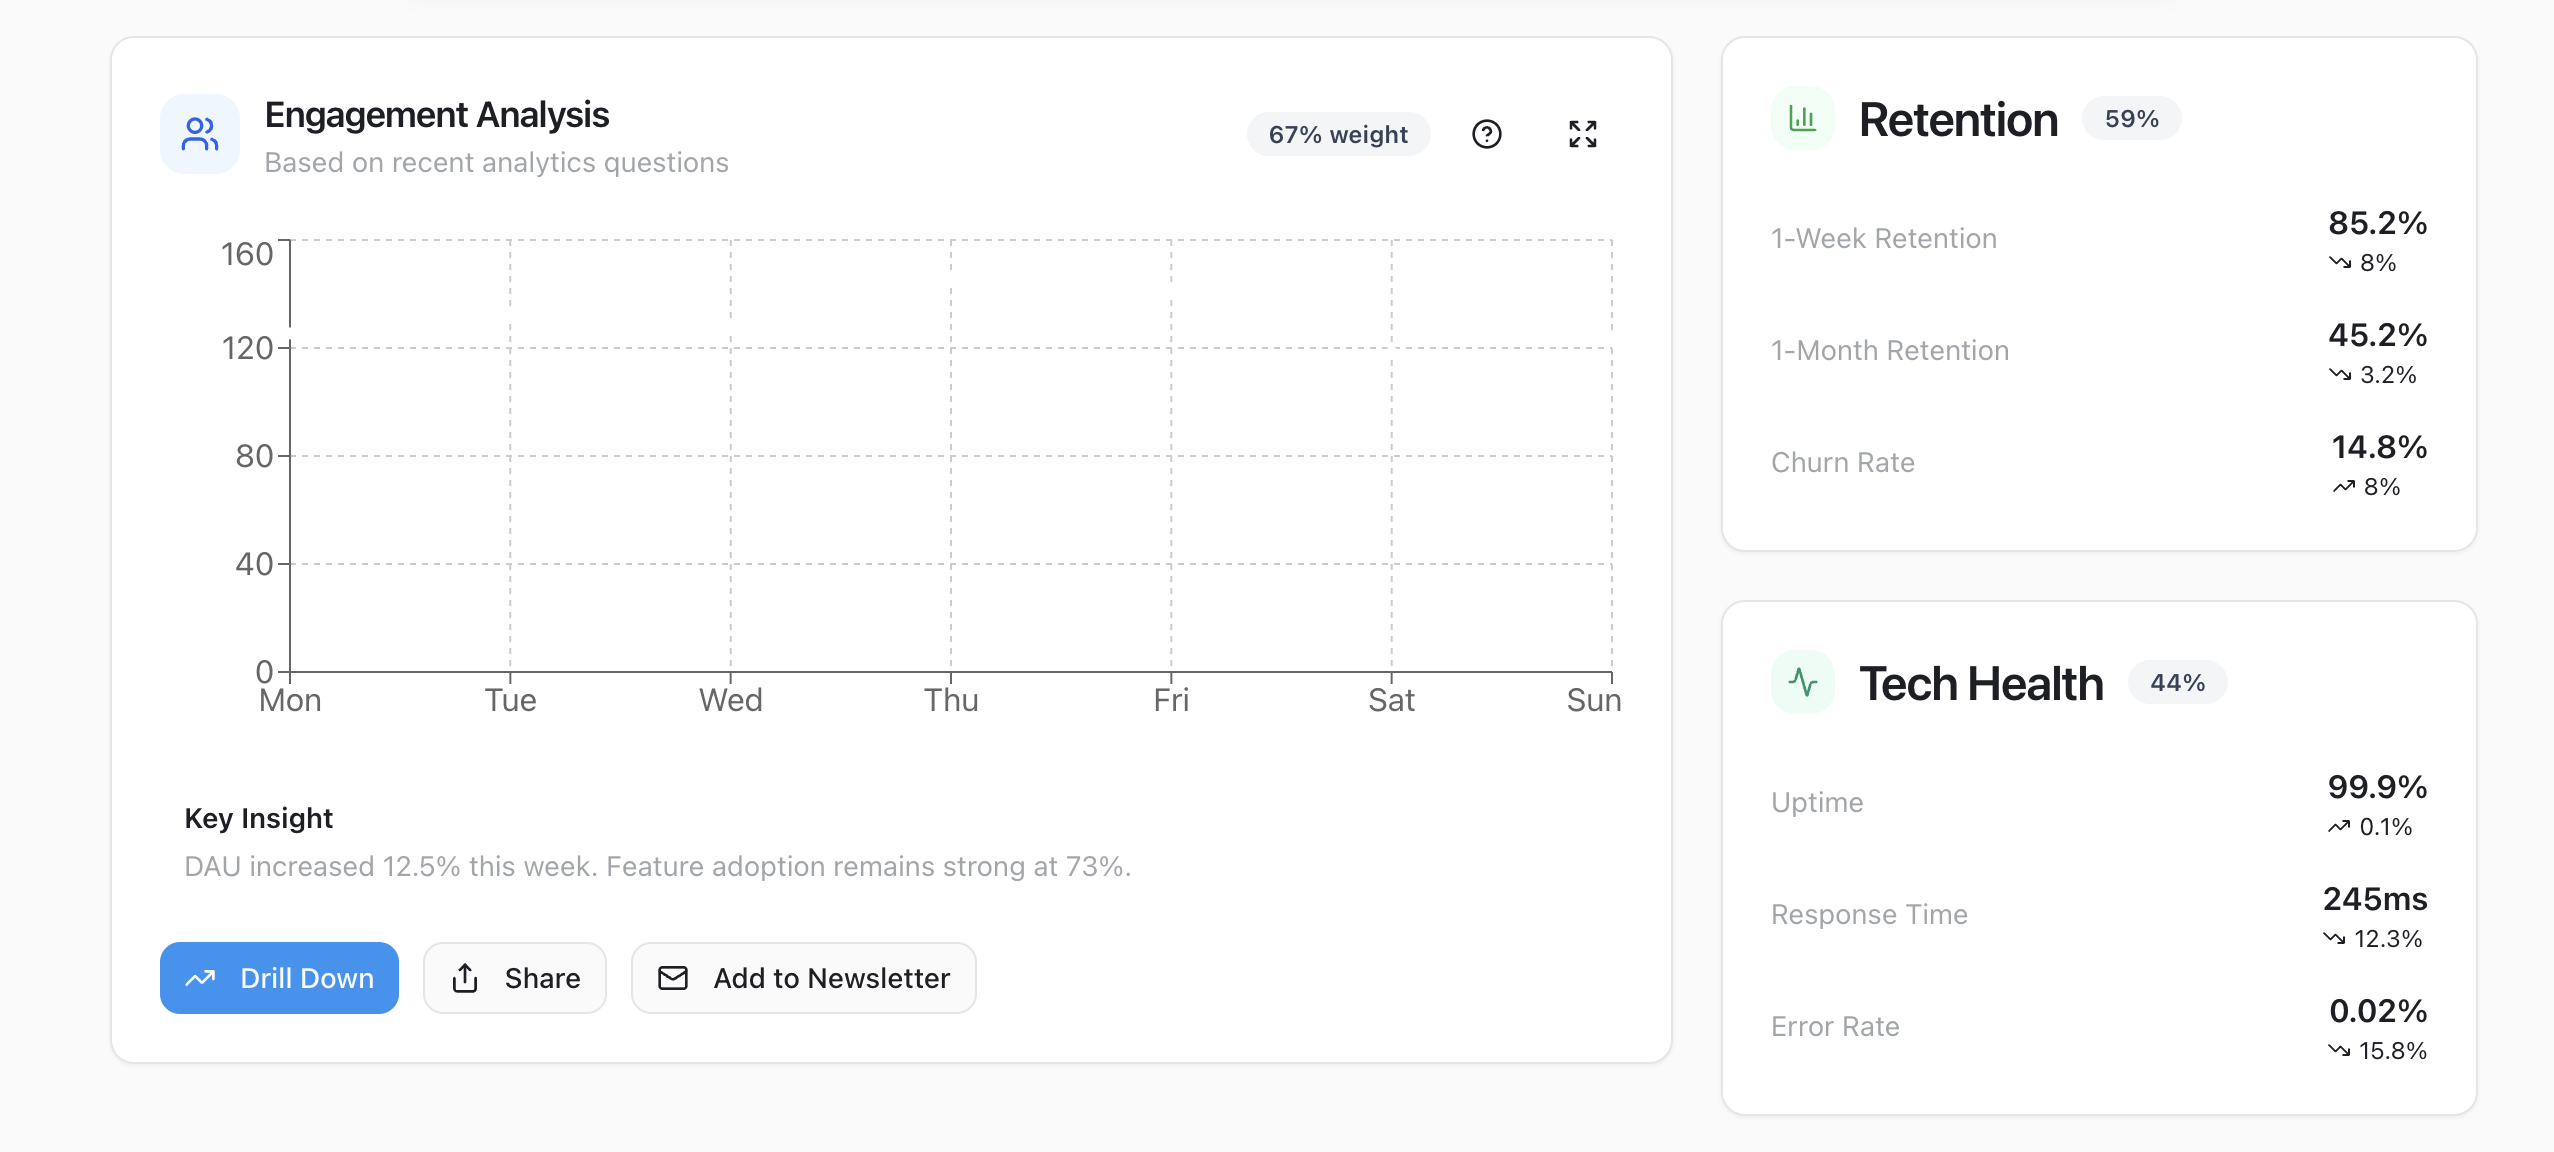 Engagement Analysis
Based on recent analytics questions
67% weight
160
120
80
40
0
Mon Tue Wed Thu Fri Sat Sun
Key Insight
DAU increased 12.5% this week. Feature adoption remains strong at 73%.
Drill Down
Share
Add to Newsletter
Retention 59%
1-Week Retention
85.2%
8%
1-Month Retention
45.2%
3.2%
Churn Rate
14.8%
8%
Tech Health 44%
Uptime
99.9%
0.1%
Response Time
245ms
12.3%
Error Rate
0.02%
15.8%